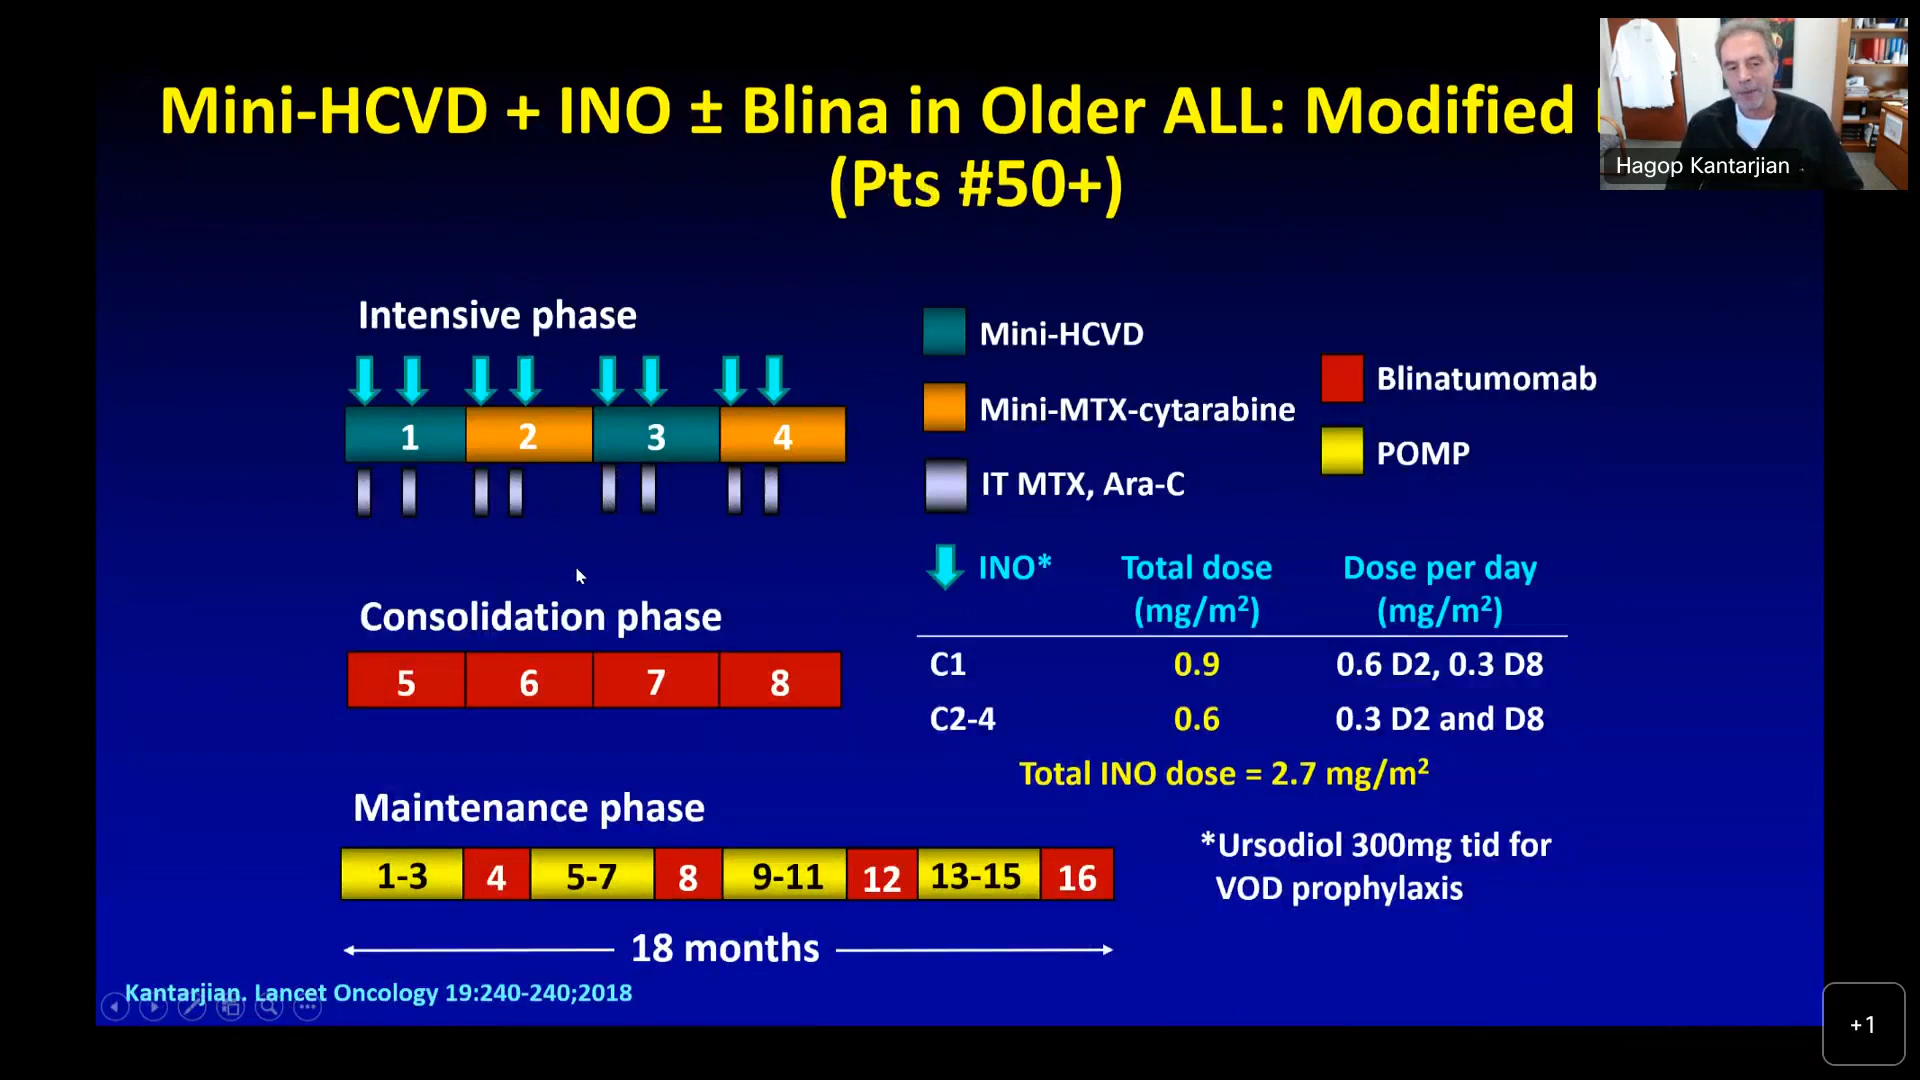 Mini-HCVD + INO ± Blina in Older ALL: Modified
(Pts #50+)
Hagop Kantarjian
Intensive phase
1 2 3 4
Mini-HCVD
Mini-MTX-cytarabine
IT MTX, Ara-C
Blinatumomab
POMP
INO* Total dose (mg/m²) Dose per day (mg/m²)
C1 0.9 0.6 D2, 0.3 D8
C2-4 0.6 0.3 D2 and D8
Total INO dose = 2.7 mg/m²
Consolidation phase
5 6 7 8
Maintenance phase
1-3 4 5-7 8 9-11 12 13-15 16
18 months
*Ursodiol 300mg tid for
VOD prophylaxis
Kantarjian. Lancet Oncology 19:240-240;2018
+1